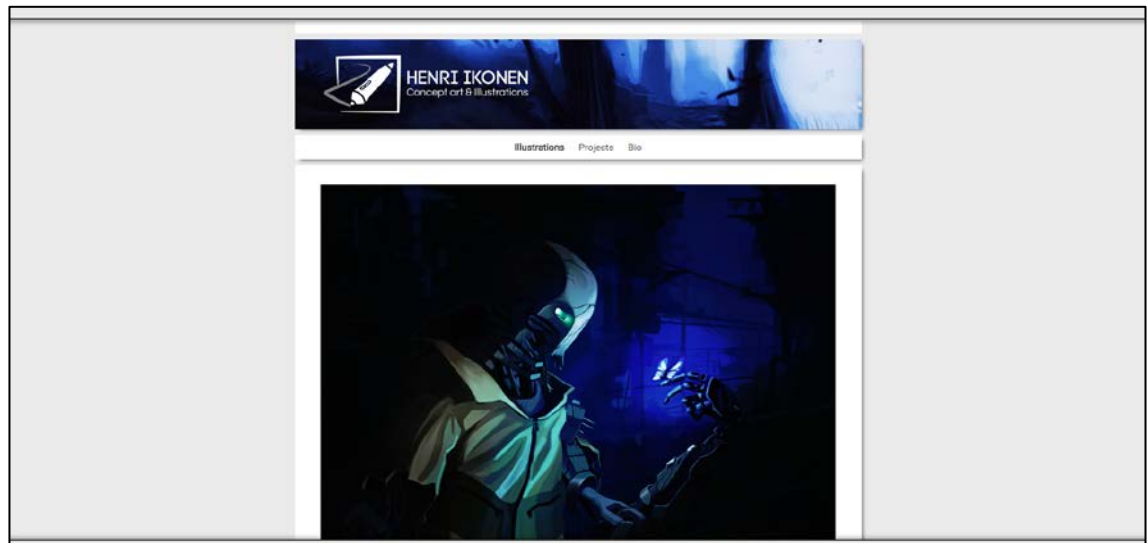 HENRI IKONEN
Concept art & Illustrations
Illustrations Projects Bio